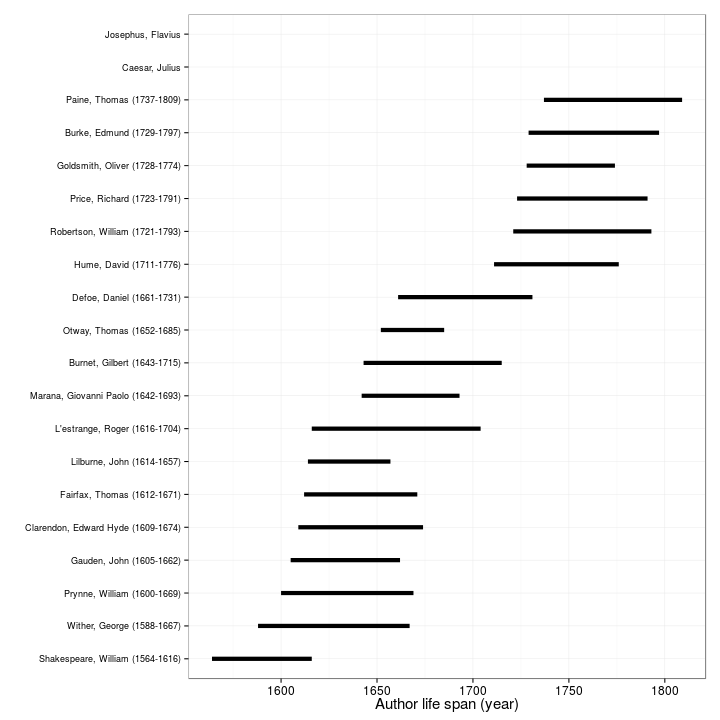 Josephus, Flavius
Caesar, Julius
Paine, Thomas (1737-1809)
Burke, Edmund (1729-1797)
Goldsmith, Oliver (1728-1774)
Price, Richard (1723-1791)
Robertson, William (1721-1793)
Hume, David (1711-1776)
Defoe, Daniel (1661-1731)
Otway, Thomas (1652-1685)
Burnet, Gilbert (1643-1715)
Marana, Giovanni Paolo (1642-1693)
L'estrange, Roger (1616-1704)
Lilburne, John (1614-1657)
Fairfax, Thomas (1612-1671)
Clarendon, Edward Hyde (1609-1674)
Gauden, John (1605-1662)
Prynne, William (1600-1669)
Wither, George (1588-1667)
Shakespeare, William (1564-1616)
1600 1650 1700 1750 1800
Author life span (year)